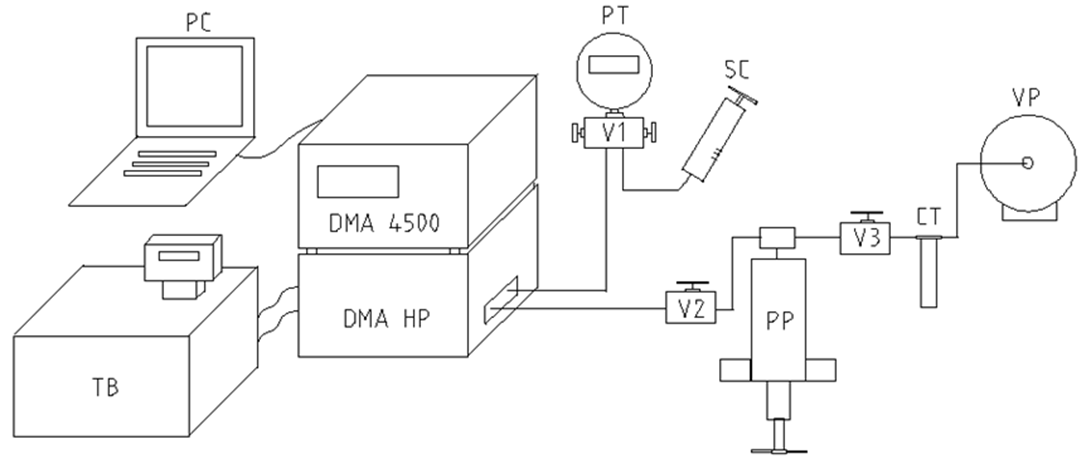 PC
PT
SC
VP
V1
DMA 4500
CT
V3
V2
DMA HP
PP
TB